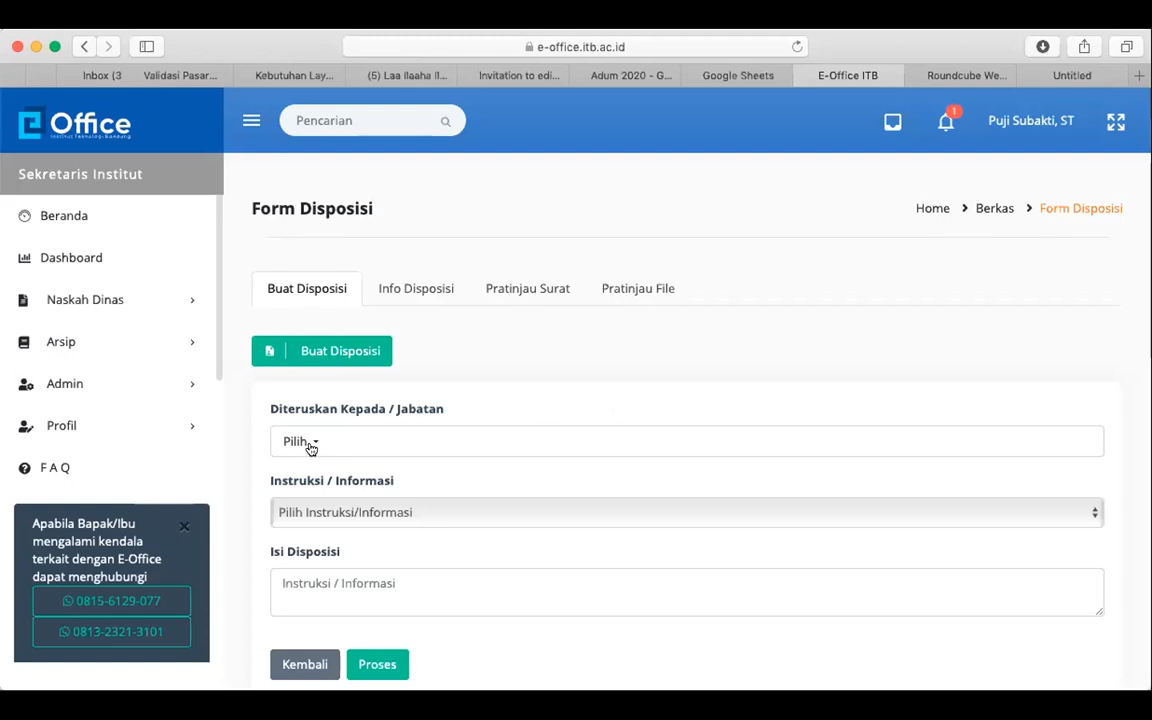 e-office.itb.ac.id
Inbox (3
Validasi Pasar...
Kebutuhan Lay...
(5) Laa ilaaha Il...
Invitation to edi...
Adum 2020 - G...
Google Sheets
E-Office ITB
Roundcube We...
Untitled
Office
Institut Teknologi Bandung
Pencarian
1
Puji Subakti, ST
Sekretaris Institut
Beranda
Dashboard
Naskah Dinas
Arsip
Admin
Profil
F A Q
Apabila Bapak/Ibu
mengalami kendala
terkait dengan E-Office
dapat menghubungi
0815-6129-077
0813-2321-3101
Form Disposisi
Home > Berkas > Form Disposisi
Buat Disposisi
Info Disposisi
Pratinjau Surat
Pratinjau File
Buat Disposisi
Diteruskan Kepada / Jabatan
Pilih
Instruksi / Informasi
Pilih Instruksi/Informasi
Isi Disposisi
Instruksi / Informasi
Kembali
Proses